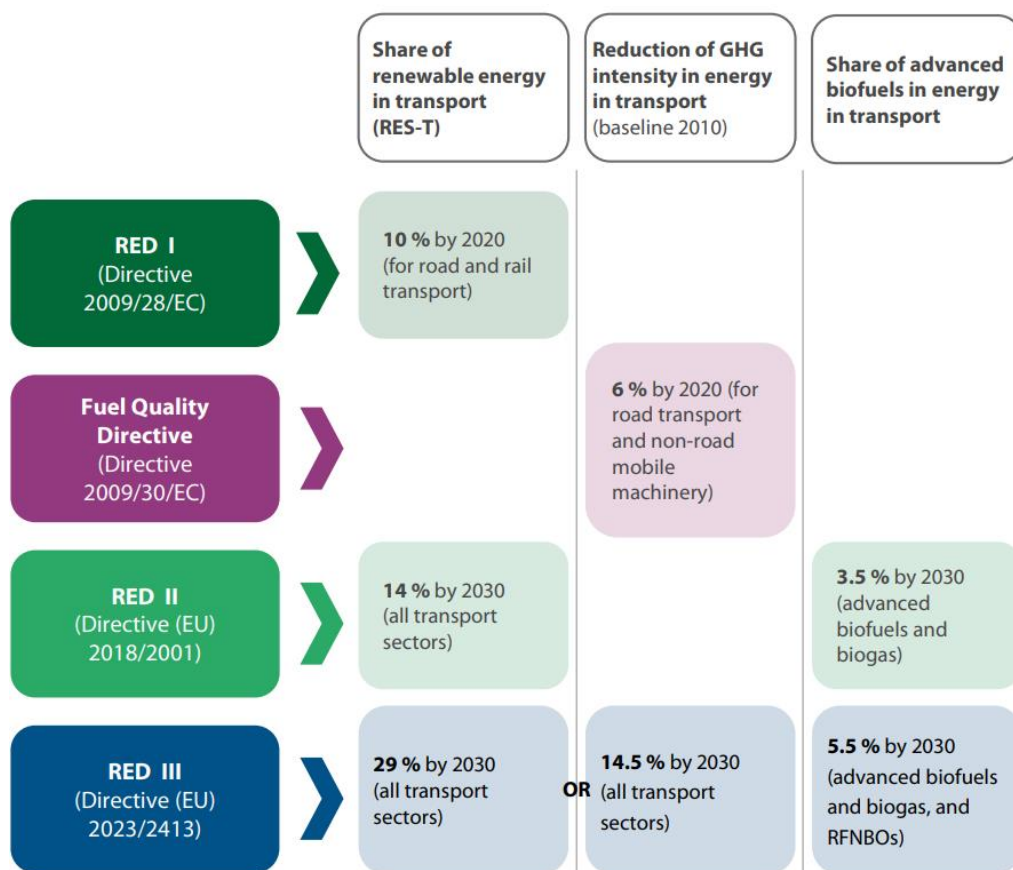 Share of
renewable energy
in transport
(RES-T)
Reduction of GHG
intensity in energy
in transport
(baseline 2010)
Share of advanced
biofuels in energy
in transport
RED I
(Directive
2009/28/EC)
10 % by 2020
(for road and rail
transport)
Fuel Quality
Directive
(Directive
2009/30/EC)
6 % by 2020 (for
road transport
and non-road
mobile
machinery)
RED II
(Directive (EU)
2018/2001)
14 % by 2030
(all transport
sectors)
3.5 % by 2030
(advanced
biofuels and
biogas)
RED III
(Directive (EU)
2023/2413)
29 % by 2030
(all transport
sectors)
OR
14.5 % by 2030
(all transport
sectors)
5.5 % by 2030
(advanced biofuels
and biogas, and
RFNBOs)